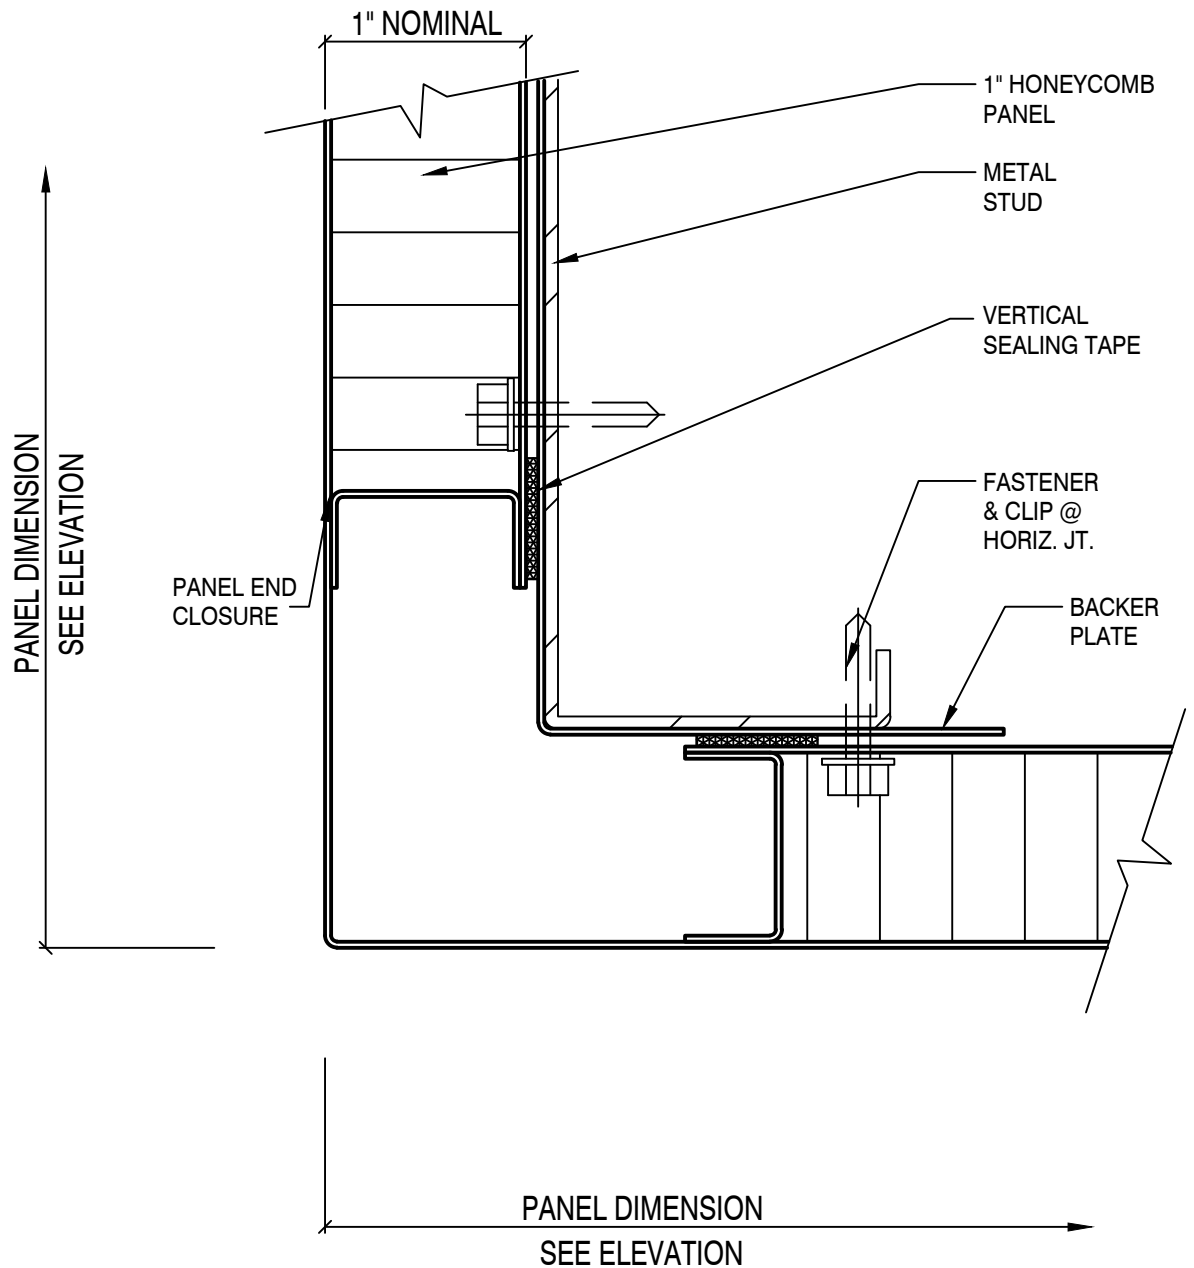 1" NOMINAL
1" HONEYCOMB
PANEL
METAL
STUD
VERTICAL
SEALING TAPE
FASTENER
& CLIP @
HORIZ. JT.
BACKER
PLATE
PANEL END
CLOSURE
PANEL DIMENSION
SEE ELEVATION
PANEL DIMENSION
SEE ELEVATION